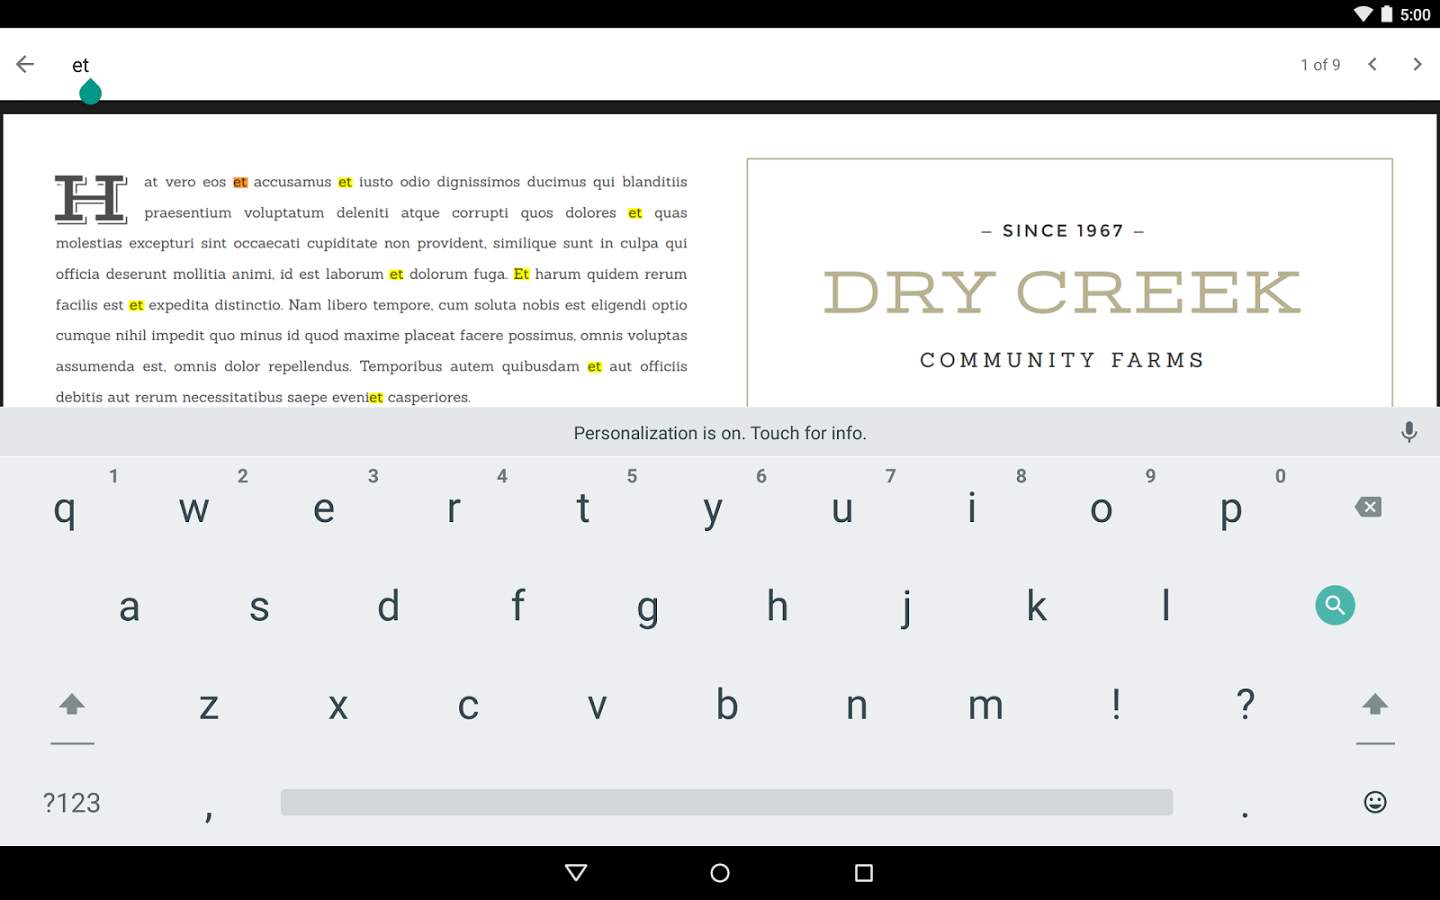 5:00
et
1 of 9
H
at vero eos et accusamus et iusto odio dignissimos ducimus qui blanditiis
praesentium voluptatum deleniti atque corrupti quos dolores et quas
molestias excepturi sint occaecati cupiditate non provident, similique sunt in culpa qui
officia deserunt mollitia animi, id est laborum et dolorum fuga. Et harum quidem rerum
facilis est et expedita distinctio. Nam libero tempore, cum soluta nobis est eligendi optio
cumque nihil impedit quo minus id quod maxime placeat facere possimus, omnis voluptas
assumenda est, omnis dolor repellendus. Temporibus autem quibusdam et aut officiis
debitis aut rerum necessitatibus saepe eveniet casperiores.
– SINCE 1967 –
DRY CREEK
COMMUNITY FARMS
Personalization is on. Touch for info.
1 2 3 4 5 6 7 8 9 0
q w e r t y u i o p
a s d f g h j k l
z x c v b n m ! ?
?123 , .